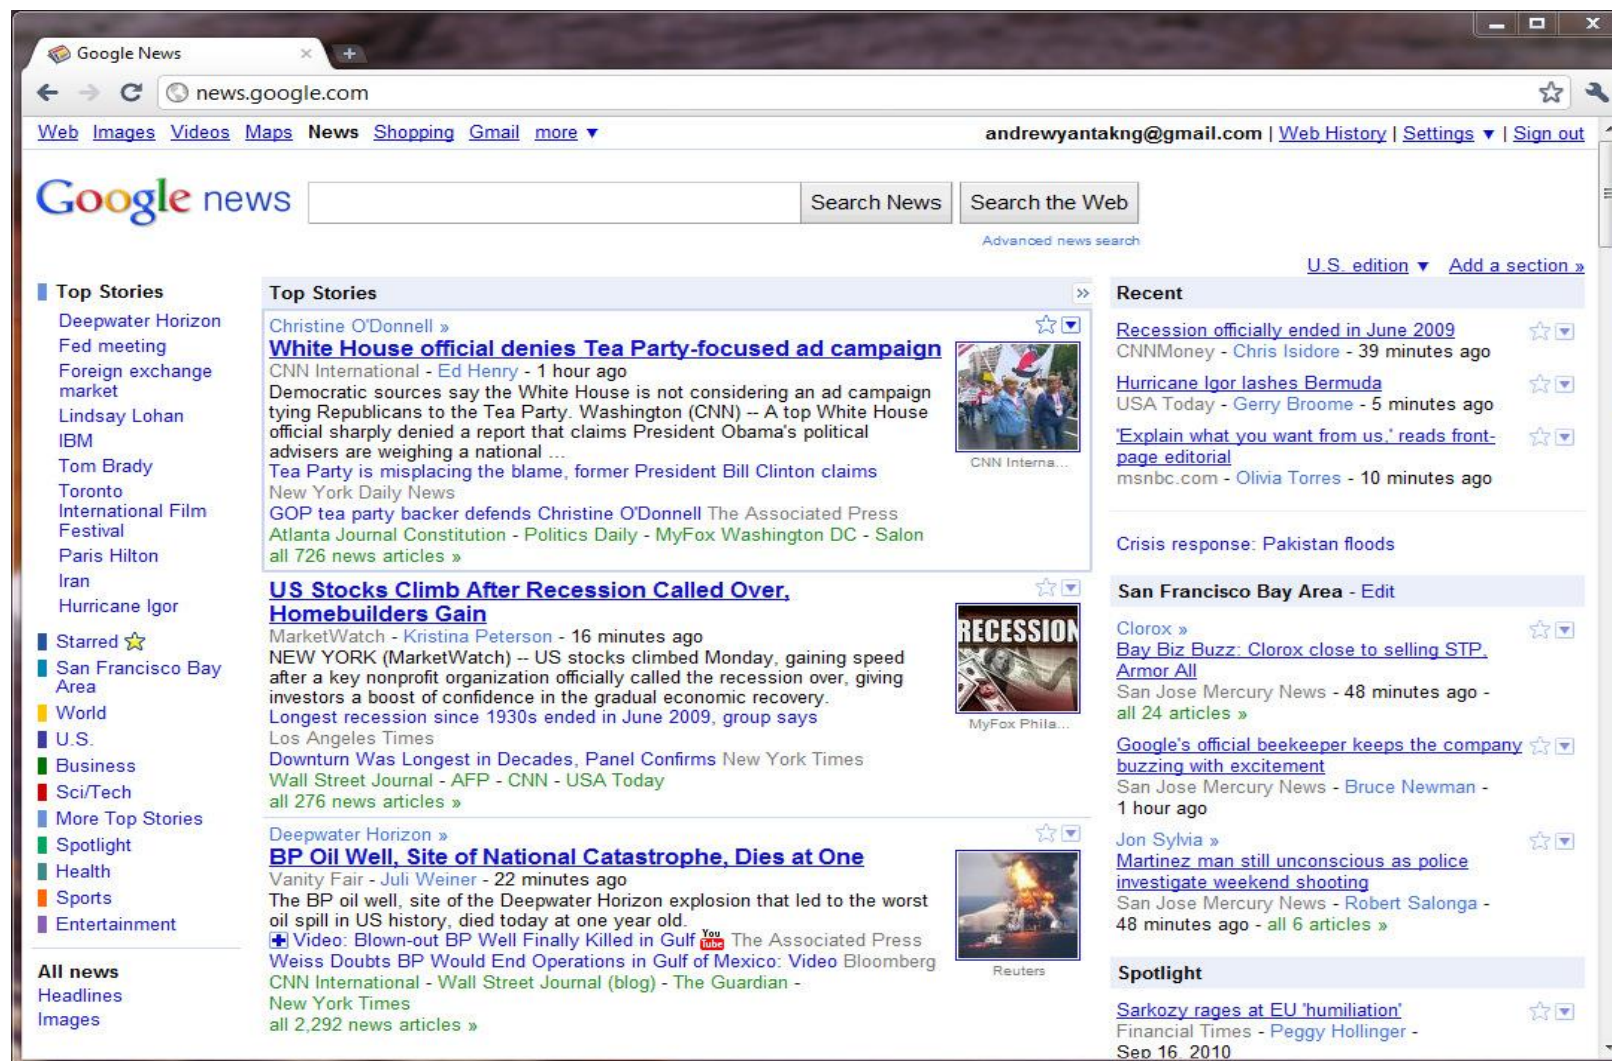 Google News
news.google.com
Web Images Videos Maps News Shopping Gmail more ▼
andrewyantakng@gmail.com | Web History | Settings ▼ | Sign out
Google news
Search News
Search the Web
Advanced news search
U.S. edition ▼ Add a section »
Top Stories
Deepwater Horizon
Fed meeting
Foreign exchange
market
Lindsay Lohan
IBM
Tom Brady
Toronto
International Film
Festival
Paris Hilton
Iran
Hurricane Igor
Starred
San Francisco Bay
Area
World
U.S.
Business
Sci/Tech
More Top Stories
Spotlight
Health
Sports
Entertainment
All news
Headlines
Images
Top Stories »
Christine O'Donnell »
White House official denies Tea Party-focused ad campaign
CNN International - Ed Henry - 1 hour ago
Democratic sources say the White House is not considering an ad campaign
tying Republicans to the Tea Party. Washington (CNN) -- A top White House
official sharply denied a report that claims President Obama's political
advisers are weighing a national ...
Tea Party is misplacing the blame, former President Bill Clinton claims
New York Daily News
GOP tea party backer defends Christine O'Donnell The Associated Press
Atlanta Journal Constitution - Politics Daily - MyFox Washington DC - Salon
all 726 news articles »
CNN Interna...
US Stocks Climb After Recession Called Over,
Homebuilders Gain
MarketWatch - Kristina Peterson - 16 minutes ago
NEW YORK (MarketWatch) -- US stocks climbed Monday, gaining speed
after a key nonprofit organization officially called the recession over, giving
investors a boost of confidence in the gradual economic recovery.
Longest recession since 1930s ended in June 2009, group says
Los Angeles Times
Downturn Was Longest in Decades, Panel Confirms New York Times
Wall Street Journal - AFP - CNN - USA Today
all 276 news articles »
RECESSION
MyFox Phila...
Deepwater Horizon »
BP Oil Well, Site of National Catastrophe, Dies at One
Vanity Fair - Juli Weiner - 22 minutes ago
The BP oil well, site of the Deepwater Horizon explosion that led to the worst
oil spill in US history, died today at one year old.
Video: Blown-out BP Well Finally Killed in Gulf You Tube The Associated Press
Weiss Doubts BP Would End Operations in Gulf of Mexico: Video Bloomberg
CNN International - Wall Street Journal (blog) - The Guardian -
New York Times
all 2,292 news articles »
Reuters
Recent
Recession officially ended in June 2009
CNNMoney - Chris Isidore - 39 minutes ago
Hurricane Igor lashes Bermuda
USA Today - Gerry Broome - 5 minutes ago
'Explain what you want from us,' reads front-
page editorial
msnbc.com - Olivia Torres - 10 minutes ago
Crisis response: Pakistan floods
San Francisco Bay Area - Edit
Clorox »
Bay Biz Buzz: Clorox close to selling STP,
Armor All
San Jose Mercury News - 48 minutes ago -
all 24 articles »
Google's official beekeeper keeps the company
buzzing with excitement
San Jose Mercury News - Bruce Newman -
1 hour ago
Jon Sylvia »
Martinez man still unconscious as police
investigate weekend shooting
San Jose Mercury News - Robert Salonga -
48 minutes ago - all 6 articles »
Spotlight
Sarkozy rages at EU 'humiliation'
Financial Times - Peggy Hollinger -
Sep 16, 2010